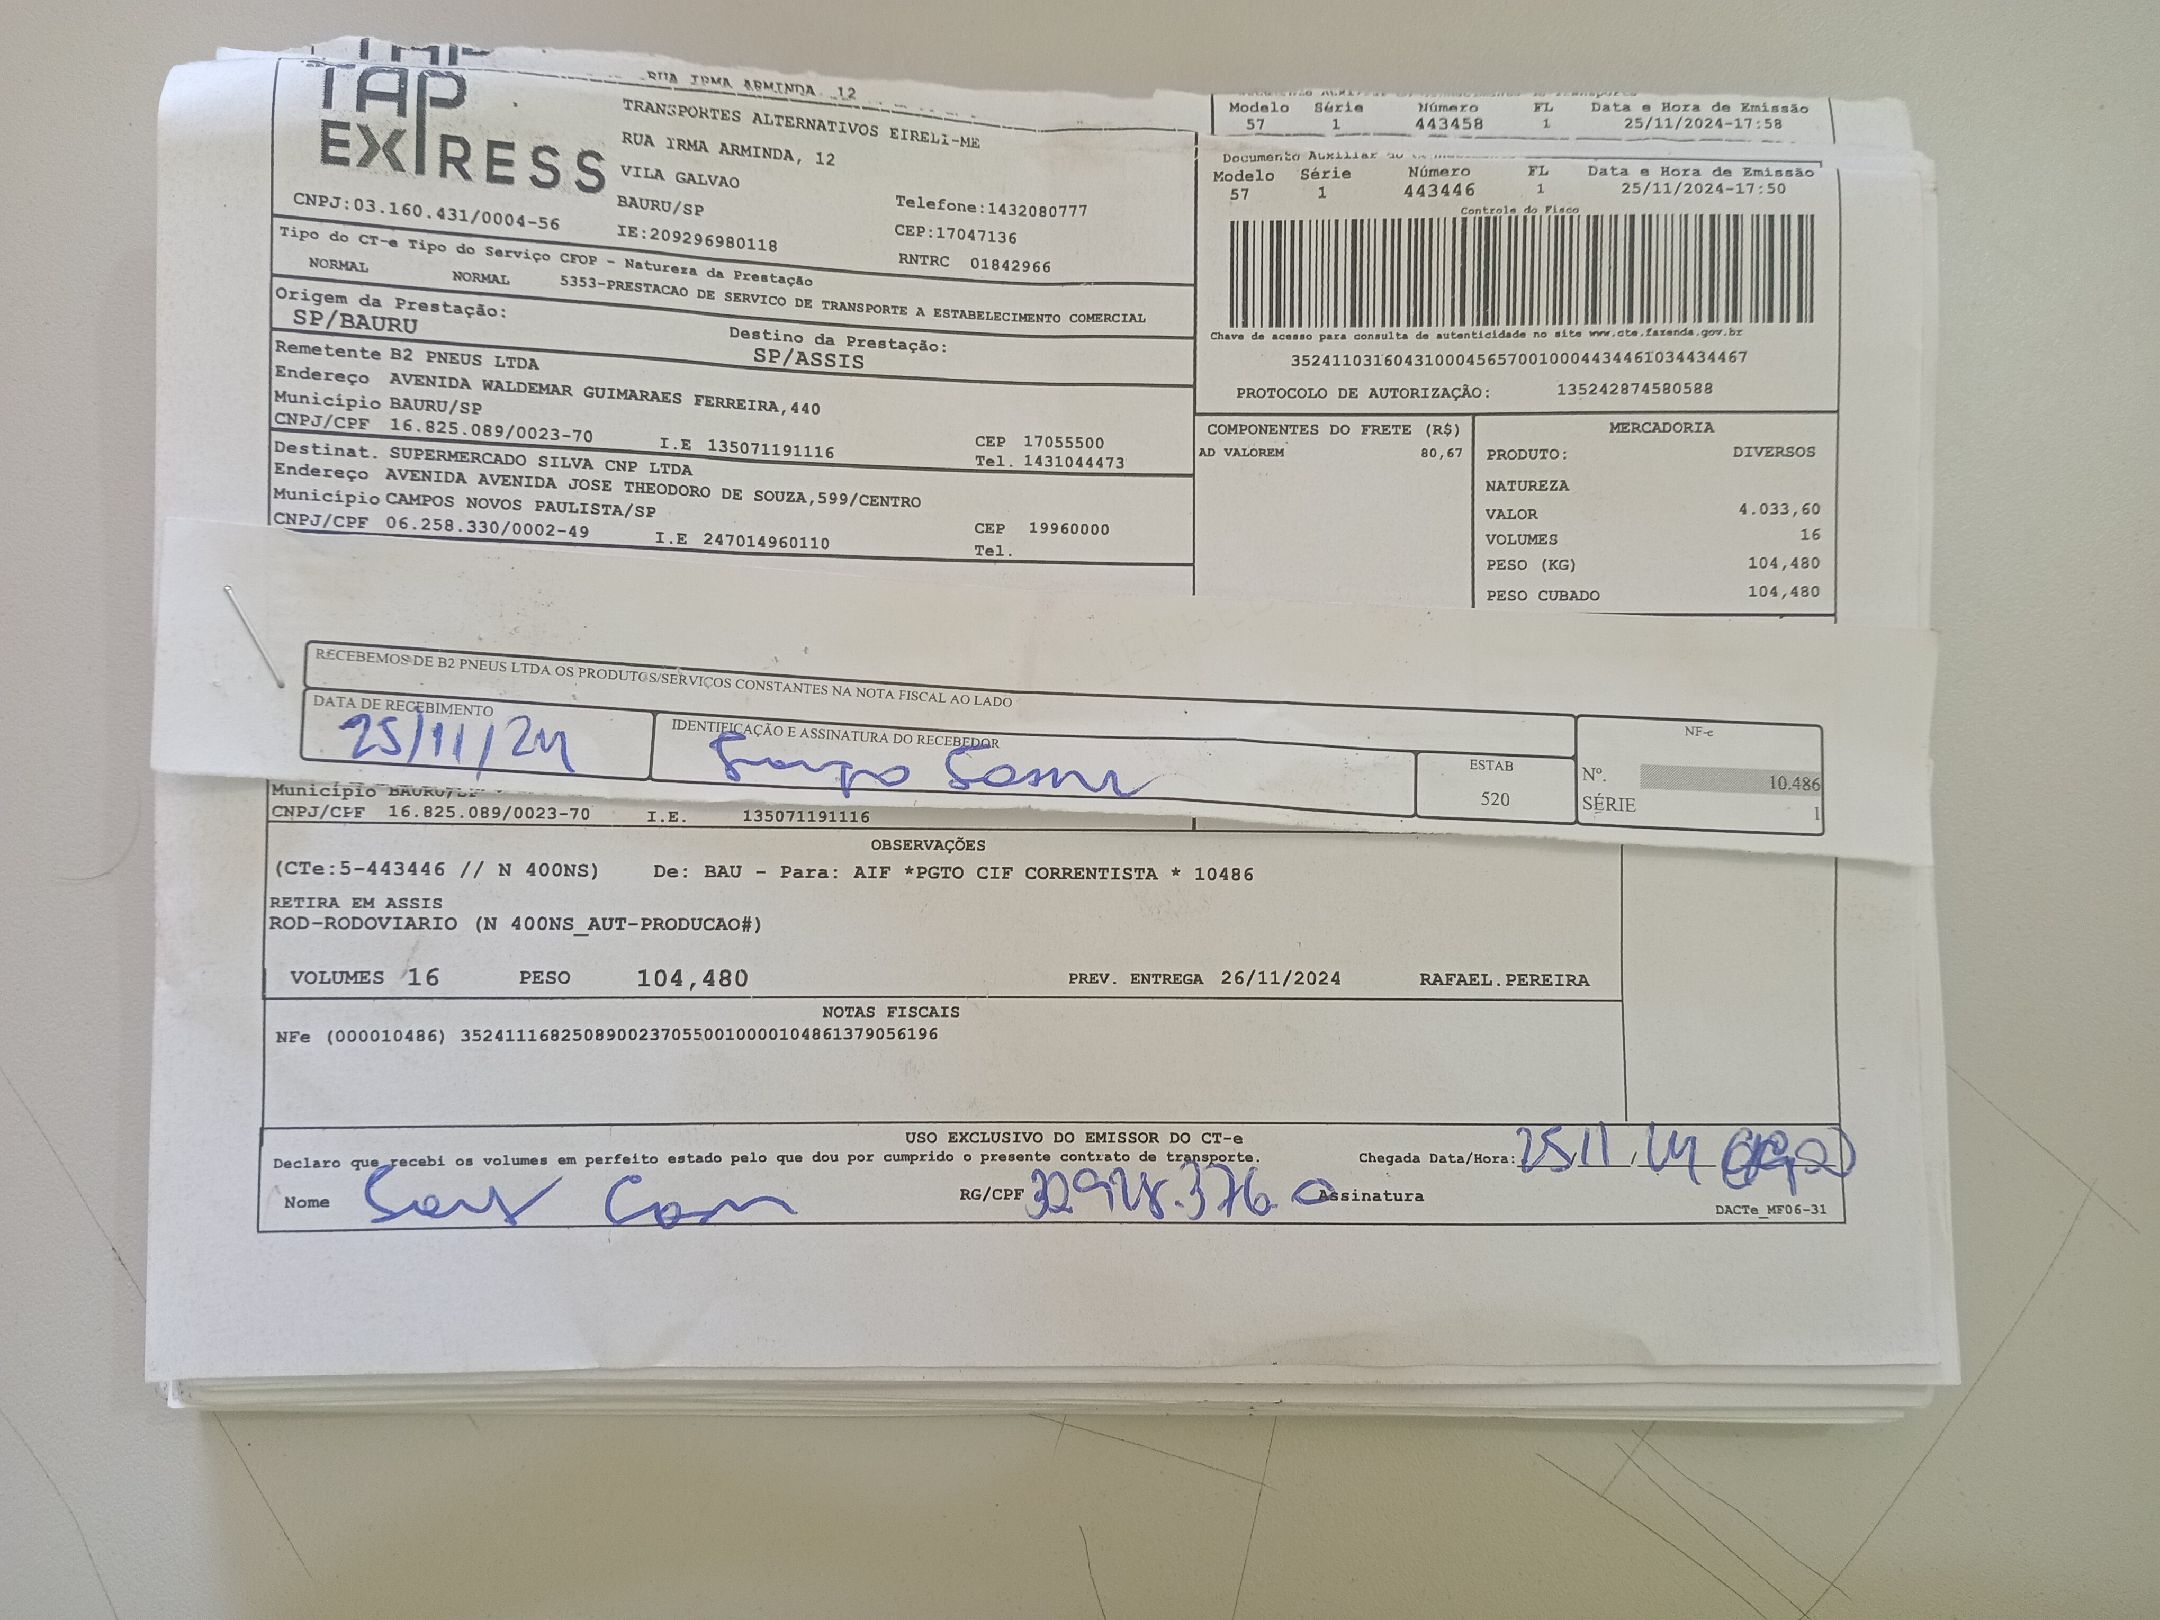 RUA IRMA ARMINDA, 12
Modelo Série Número FL Data e Hora de Emissão
57 1 443458 1 25/11/2024-17:58
TAP EXPRESS
TRANSPORTES ALTERNATIVOS EIRELI-ME
RUA IRMA ARMINDA, 12
VILA GALVAO
BAURU/SP Telefone:1432080777
CNPJ:03.160.431/0004-56 IE:209296980118 CEP:17047136
RNTRC 01842966
Documento Auxiliar do
Modelo Série Número FL Data e Hora de Emissão
57 1 443446 1 25/11/2024-17:50
Controle do Fisco
Chave de acesso para consulta de autenticidade no site www.cte.fazenda.gov.br
35241103160431000456570010004434461034434467
PROTOCOLO DE AUTORIZAÇÃO: 135242874580588
Tipo do CT-e Tipo do Serviço CFOP - Natureza da Prestação
NORMAL NORMAL 5353-PRESTACAO DE SERVICO DE TRANSPORTE A ESTABELECIMENTO COMERCIAL
Origem da Prestação: Destino da Prestação:
SP/BAURU SP/ASSIS
Remetente B2 PNEUS LTDA
Endereço AVENIDA WALDEMAR GUIMARAES FERREIRA,440
Município BAURU/SP CEP 17055500
CNPJ/CPF 16.825.089/0023-70 I.E 135071191116 Tel. 1431044473
Destinat. SUPERMERCADO SILVA CNP LTDA
Endereço AVENIDA AVENIDA JOSE THEODORO DE SOUZA,599/CENTRO
Município CAMPOS NOVOS PAULISTA/SP CEP 19960000
CNPJ/CPF 06.258.330/0002-49 I.E 247014960110 Tel.
COMPONENTES DO FRETE (R$)
AD VALOREM 80,67
MERCADORIA
PRODUTO: DIVERSOS
NATUREZA
VALOR 4.033,60
VOLUMES 16
PESO (KG) 104,480
PESO CUBADO 104,480
RECEBEMOS DE B2 PNEUS LTDA OS PRODUTOS/SERVIÇOS CONSTANTES NA NOTA FISCAL AO LADO
DATA DE RECEBIMENTO IDENTIFICAÇÃO E ASSINATURA DO RECEBEDOR
25/11/24
ESTAB
520
NF-e
Nº. 10.486
SÉRIE 1
Município BAURU/SP
CNPJ/CPF 16.825.089/0023-70 I.E. 135071191116
OBSERVAÇÕES
(CTe:5-443446 // N 400NS) De: BAU - Para: AIF *PGTO CIF CORRENTISTA * 10486
RETIRA EM ASSIS
ROD-RODOVIARIO (N 400NS_AUT-PRODUCAO#)
VOLUMES 16 PESO 104,480 PREV. ENTREGA 26/11/2024 RAFAEL.PEREIRA
NOTAS FISCAIS
NFe (000010486) 35241116825089002370550010000104861379056196
USO EXCLUSIVO DO EMISSOR DO CT-e
Declaro que recebi os volumes em perfeito estado pelo que dou por cumprido o presente contrato de transporte. Chegada Data/Hora:
Nome RG/CPF Assinatura
DACTe_MF06-31